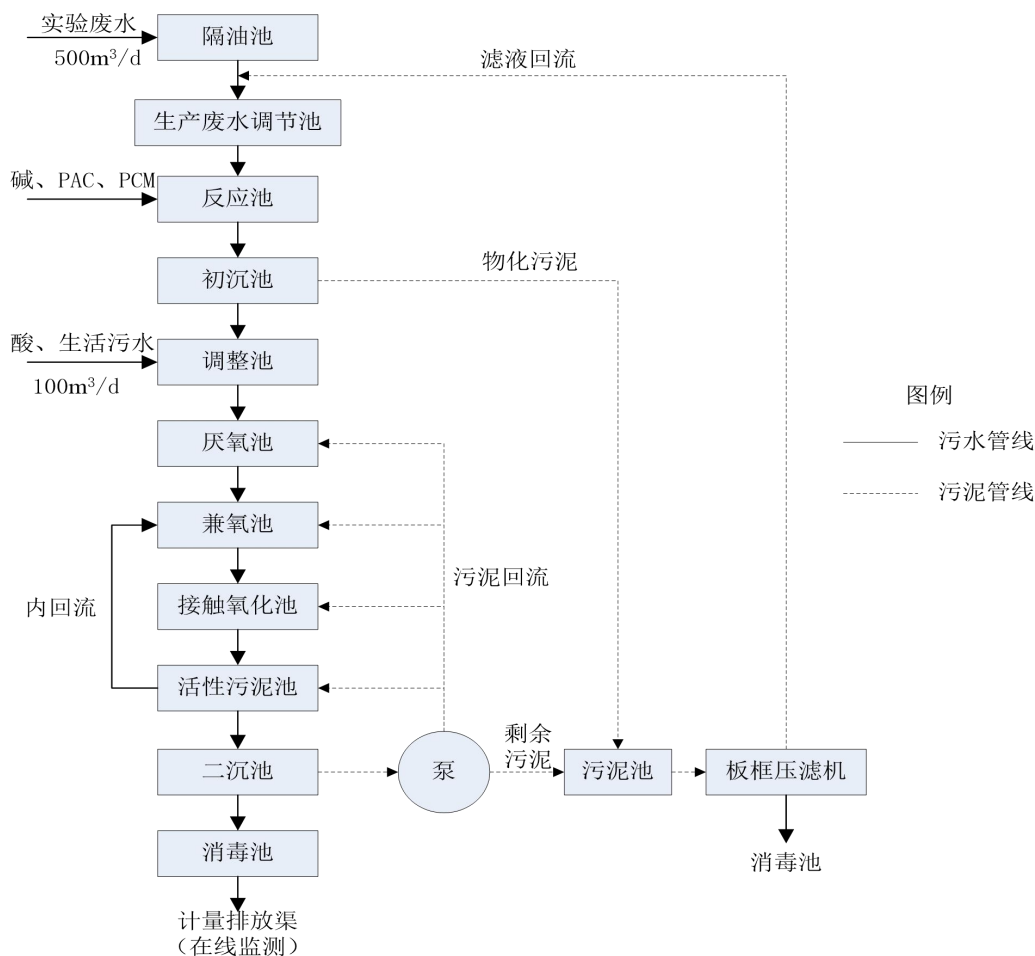 实验废水
500m³/d
隔油池
滤液回流
生产废水调节池
碱、PAC、PCM
反应池
初沉池
物化污泥
酸、生活污水
100m³/d
调整池
图例
污水管线
污泥管线
厌氧池
兼氧池
污泥回流
内回流
接触氧化池
活性污泥池
二沉池
泵
剩余
污泥
污泥池
板框压滤机
消毒池
消毒池
计量排放渠
（在线监测）